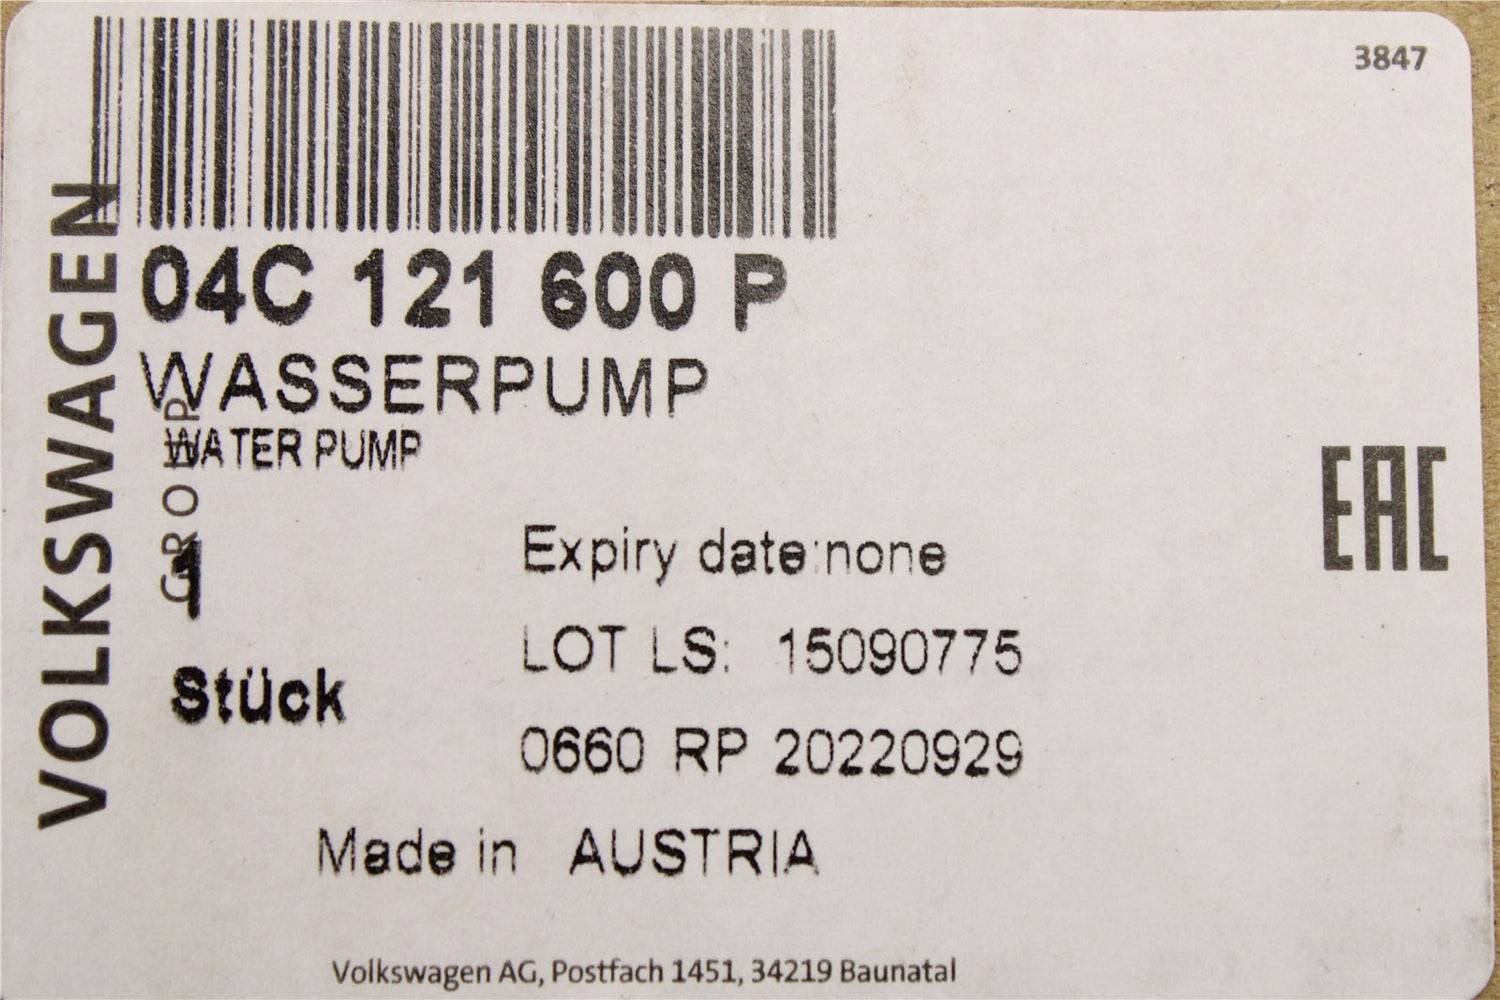 3847
VOLKSWAGEN
GROUP
04C 121 600 P
WASSERPUMP
WATER PUMP
1
Stück
Expiry date:none
LOT LS: 15090775
0660 RP 20220929
Made in AUSTRIA
EAC
Volkswagen AG, Postfach 1451, 34219 Baunatal